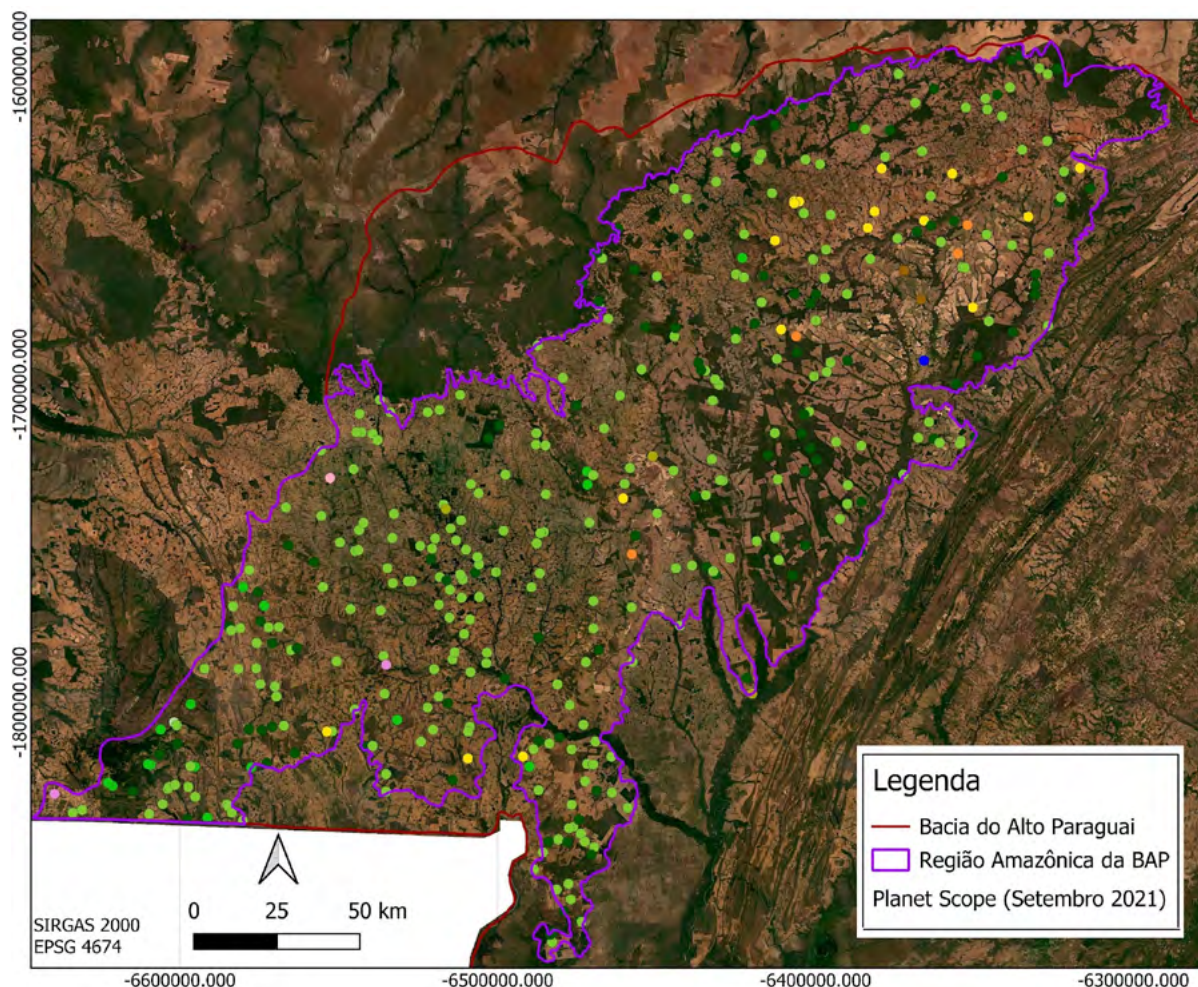 -1600000.000
-1700000.000
-1800000.000
Legenda
Bacia do Alto Paraguai
Região Amazônica da BAP
Planet Scope (Setembro 2021)
0 25 50 km
SIRGAS 2000
EPSG 4674
-6600000.000 -6500000.000 -6400000.000 -6300000.000